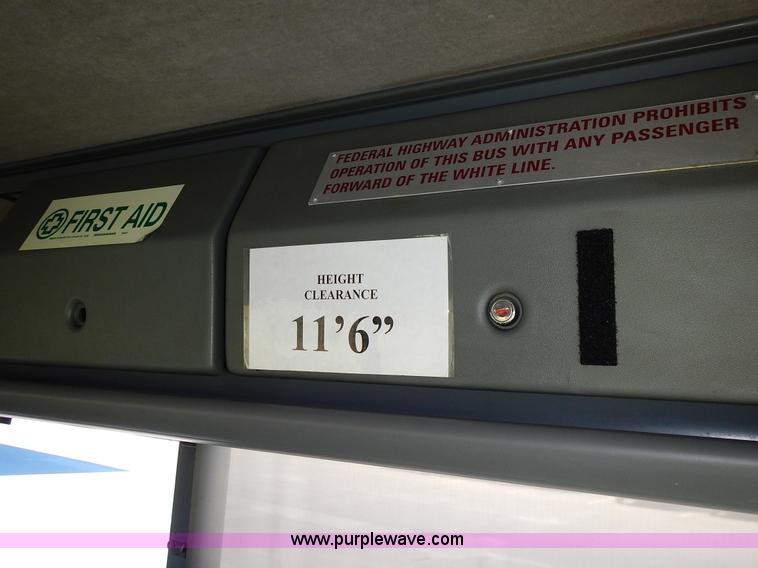 FEDERAL HIGHWAY ADMINISTRATION PROHIBITS
OPERATION OF THIS BUS WITH ANY PASSENGER
FORWARD OF THE WHITE LINE.
FIRST AID
HEIGHT
CLEARANCE
11'6”
www.purplewave.com